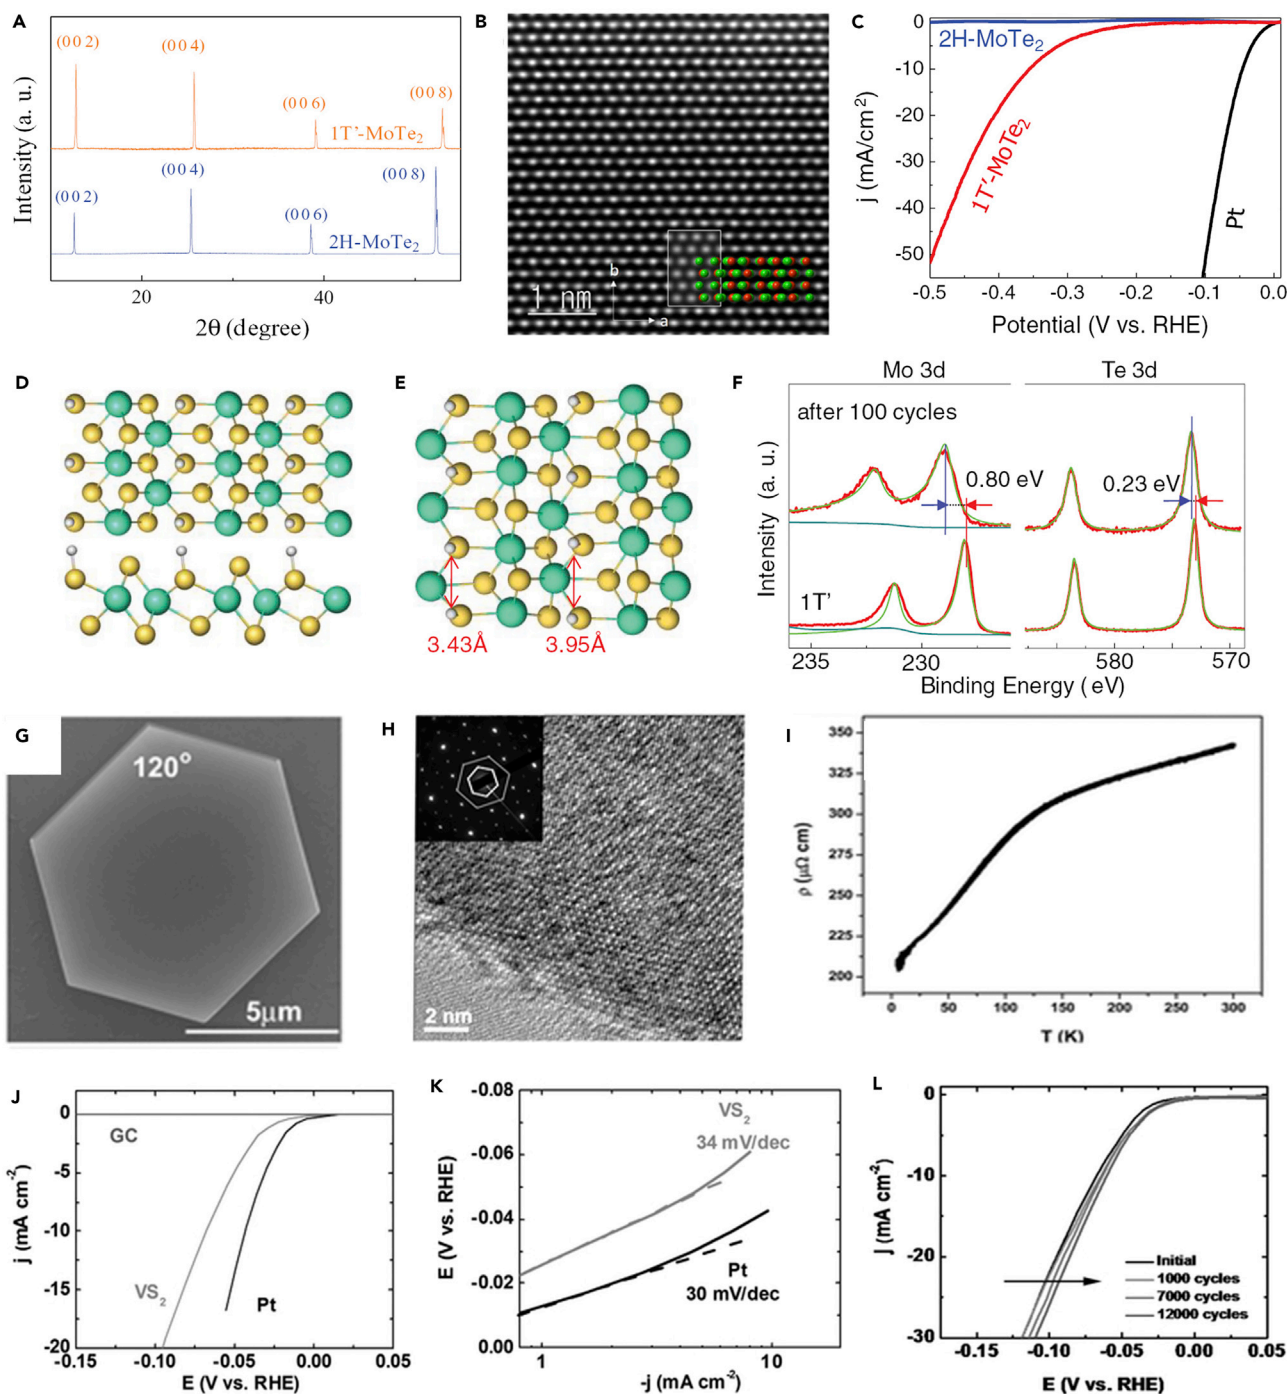 A
Intensity (a. u.)
(0 0 2)
(0 0 4)
(0 0 6)
(0 0 8)
1T'-MoTe2
(0 0 2)
(0 0 4)
(0 0 6)
(0 0 8)
2H-MoTe2
20
40
2θ (degree)
B
b
a
1 nm
C
j (mA/cm2)
0
-10
-20
-30
-40
-50
2H-MoTe2
1T'-MoTe2
Pt
-0.5
-0.4
-0.3
-0.2
-0.1
0.0
Potential (V vs. RHE)
D
E
3.43Å
3.95Å
F
Mo 3d
Te 3d
Intensity (a. u.)
after 100 cycles
0.80 eV
0.23 eV
1T'
235
230
580
570
Binding Energy (eV)
G
120°
5μm
H
2 nm
I
ρ (μΩ cm)
350
325
300
275
250
225
200
0
50
100
150
200
250
300
T (K)
J
j (mA cm-2)
0
-5
-10
-15
-20
GC
VS2
Pt
-0.15
-0.10
-0.05
0.00
0.05
E (V vs. RHE)
K
E (V vs. RHE)
-0.08
-0.06
-0.04
-0.02
0.00
VS2
34 mV/dec
Pt
30 mV/dec
1
10
-j (mA cm-2)
L
j (mA cm-2)
0
-10
-20
-30
Initial
1000 cycles
7000 cycles
12000 cycles
-0.15
-0.10
-0.05
0.00
0.05
E (V vs. RHE)